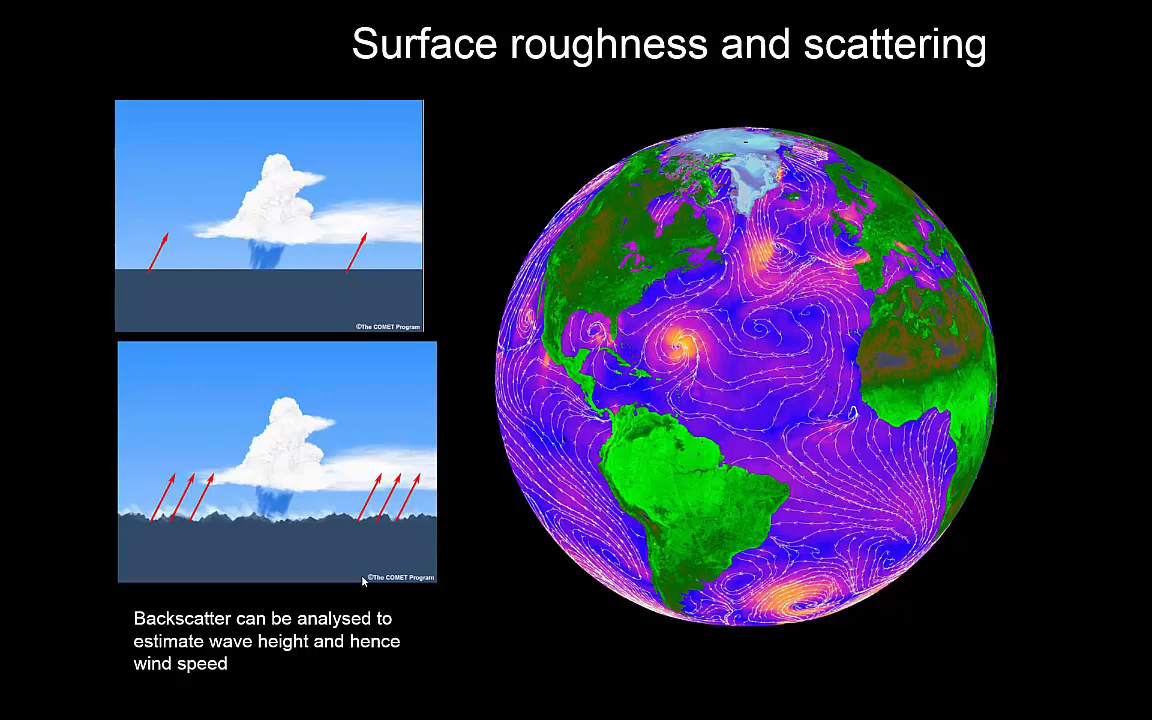 Surface roughness and scattering
©The COMET Program
©The COMET Program
Backscatter can be analysed to
estimate wave height and hence
wind speed